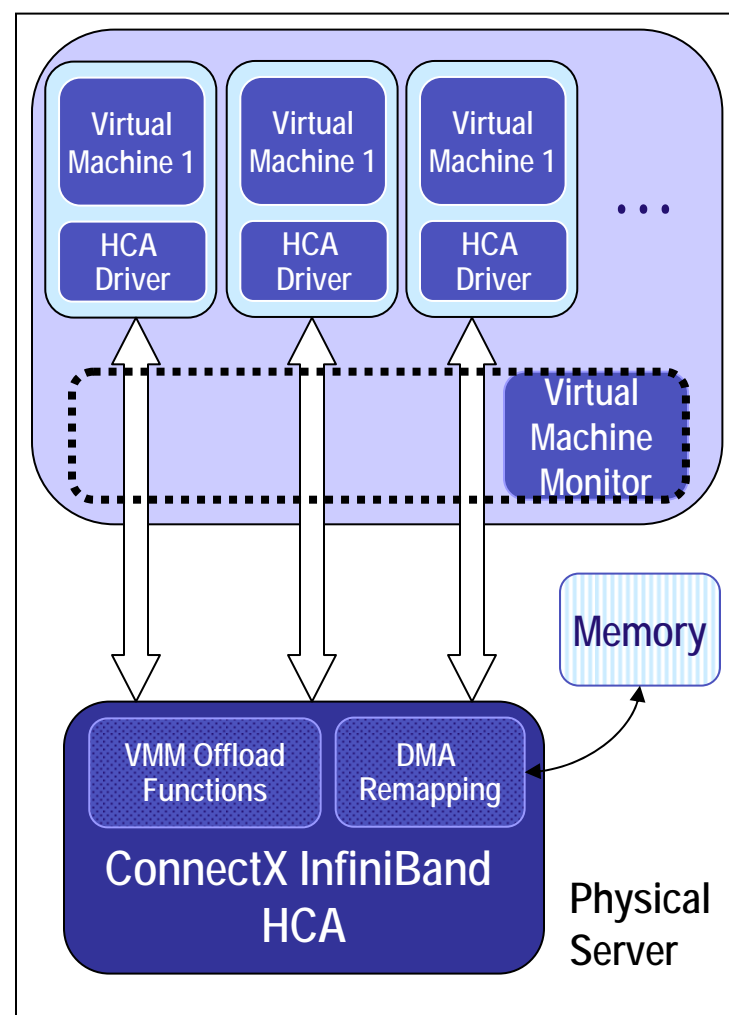 Virtual
Machine 1
HCA
Driver
Virtual
Machine 1
HCA
Driver
Virtual
Machine 1
HCA
Driver
...
Virtual
Machine
Monitor
Memory
VMM Offload
Functions
DMA
Remapping
ConnectX InfiniBand
HCA
Physical
Server